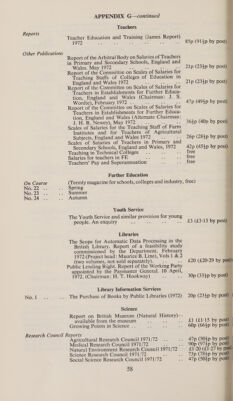 APPENDIX G—continued
Teachers
Reports
Teacher Education and Training (James Report) 1972 .. 85p (91½p by post)
Other Publications
Report of the Arbitral Body on Salaries of Teachers
in Primary and Secondary Schools, England and
Wales. May 1972 .. 21p (23½p by post)
Report of the Committee on Scales of Salaries for
Teaching Staffs of Colleges of Education in
England and Wales 1972 .. 21p (23½p by post)
Report of the Committee on Scales of Salaries for
Teachers in Establishments for Further Education, England and Wales (Chairman: J. S.
Wordie), February 1972 .. 47p (49½p by post)
Report of the Committee on Scales of Salaries for
Teachers in Establishments for Further Education, England and Wales (Alternate Chairman:
J. H. B. Newey), May 1972 .. (40p by post)
Scales of Salaries for the Teaching Staff of Farm
Institutes and for Teachers of Agricultural
Subjects, England and Wales 1972 .. 26p (28½p by post)
Scales of Salaries of Teachers in Primary and
Secondary Schools, England and Wales, 1972 .. 42p (45½p by post)
Teaching in Technical Colleges .. free
Salaries for teachers in FE .. free
Teachers' Pay and Superannuation .. free
Further Education
On Course (Termly magazine for schools, colleges and industry, free)
No. 22 .. Spring
No. 23 .. Summer
No. 24 .. Autumn
Youth Service
The Youth Service and similar provision for young
people. An enquiry .. £3 (£3·13 by post)
Libraries
The Scope for Automatic Data Processing in the
British Library. Report of a feasibility study
commissioned by the Department. February
1972 (Project head: Maurice B. Line), Vols 1 & 2
(two volumes, not sold separately). .. £20 (£20·29 by post)
Public Lending Right. Report of the Working Party
appointed by the Paymaster General. 10 April,
1972. (Chairman: H. T. Hookway) .. 30p (33½p by post)
Library Information Services
No. 1 .. The Purchase of Books by Public Libraries (1972) 20p (23½p by post)
Science
Report on British Museum (Natural History)—
available from the museum .. £3 (£3·15 by post)
Growing Points in Science .. 60p (66½p by post)
Research Council Reports
Agricultural Research Council 1971/72 .. 47p (50½p by post)
Medical Research Council 1971/72 .. 90p (97½p by post)
Natural Environment Research Council 1971/72 .. £1·20 (£1·27 by post)
Science Research Council 1971/72 .. 73p (78½p by post)
Social Science Research Council 1971/72 .. 47p (50½p by post)
58